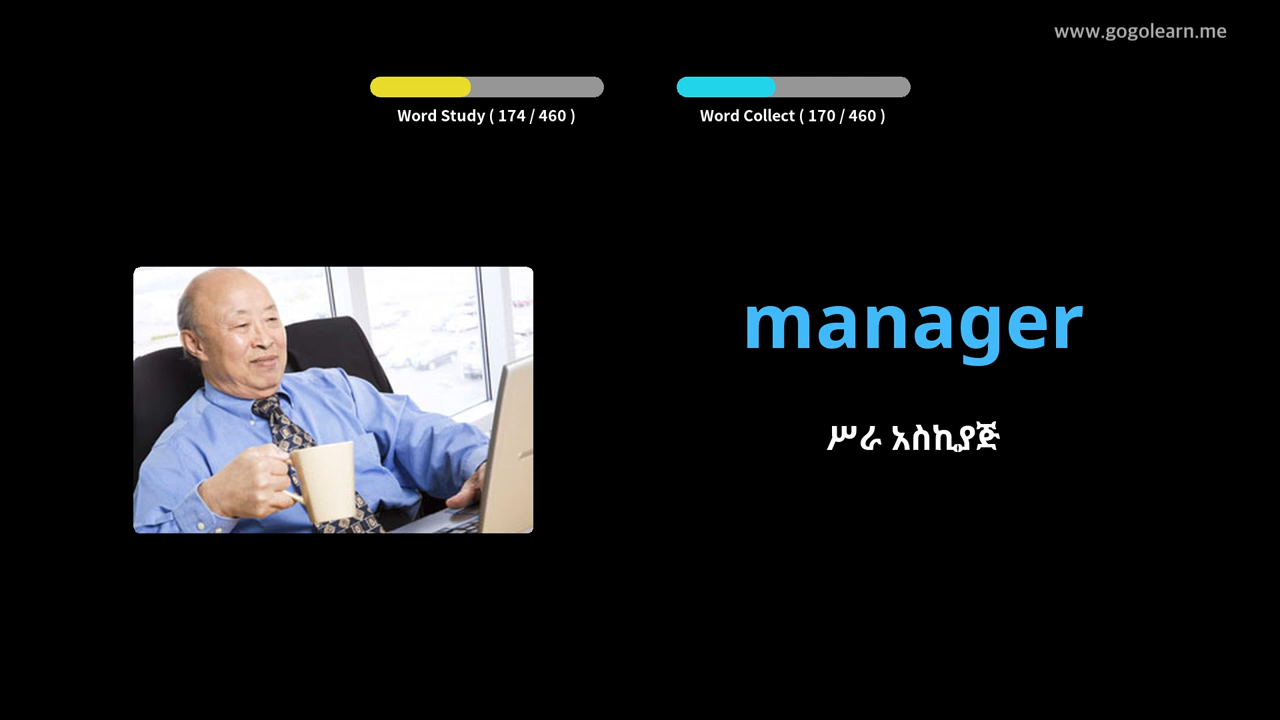 www.gogolearn.me
Word Study ( 174 / 460 )
Word Collect ( 170 / 460 )
manager
ሥራ አስኪያጅ